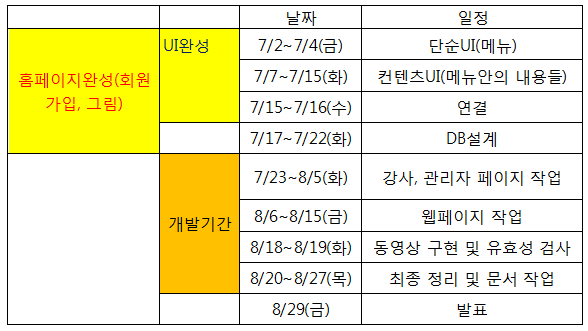 날짜 일정
홈페이지완성(회원
가입, 그림)
UI완성
7/2~7/4(금) 단순UI(메뉴)
7/7~7/15(화) 컨텐츠UI(메뉴안의 내용들)
7/15~7/16(수) 연결
7/17~7/22(화) DB설계
개발기간
7/23~8/5(화) 강사, 관리자 페이지 작업
8/6~8/15(금) 웹페이지 작업
8/18~8/19(화) 동영상 구현 및 유효성 검사
8/20~8/27(목) 최종 정리 및 문서 작업
8/29(금) 발표